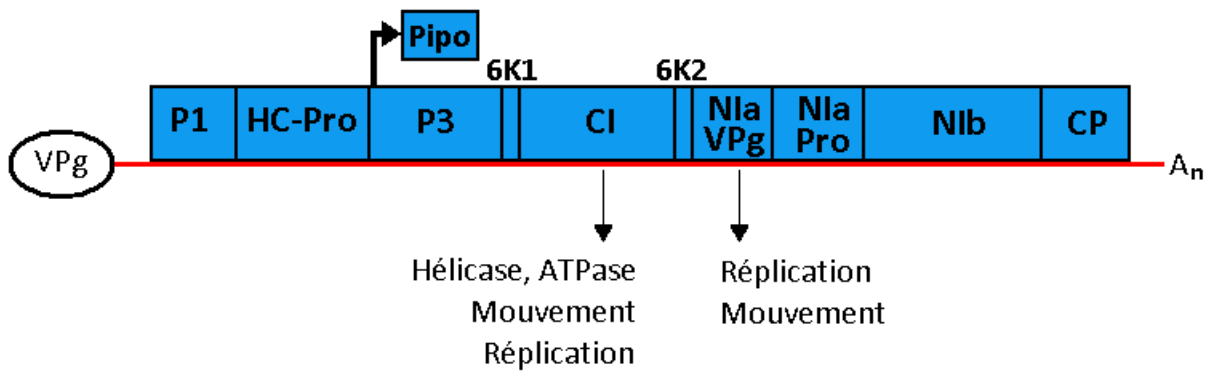 Pipo
6K1 6K2
P1 HC-Pro P3 CI NIa VPg NIa Pro NIb CP
VPg
An
Hélicase, ATPase
Mouvement
Réplication
Réplication
Mouvement